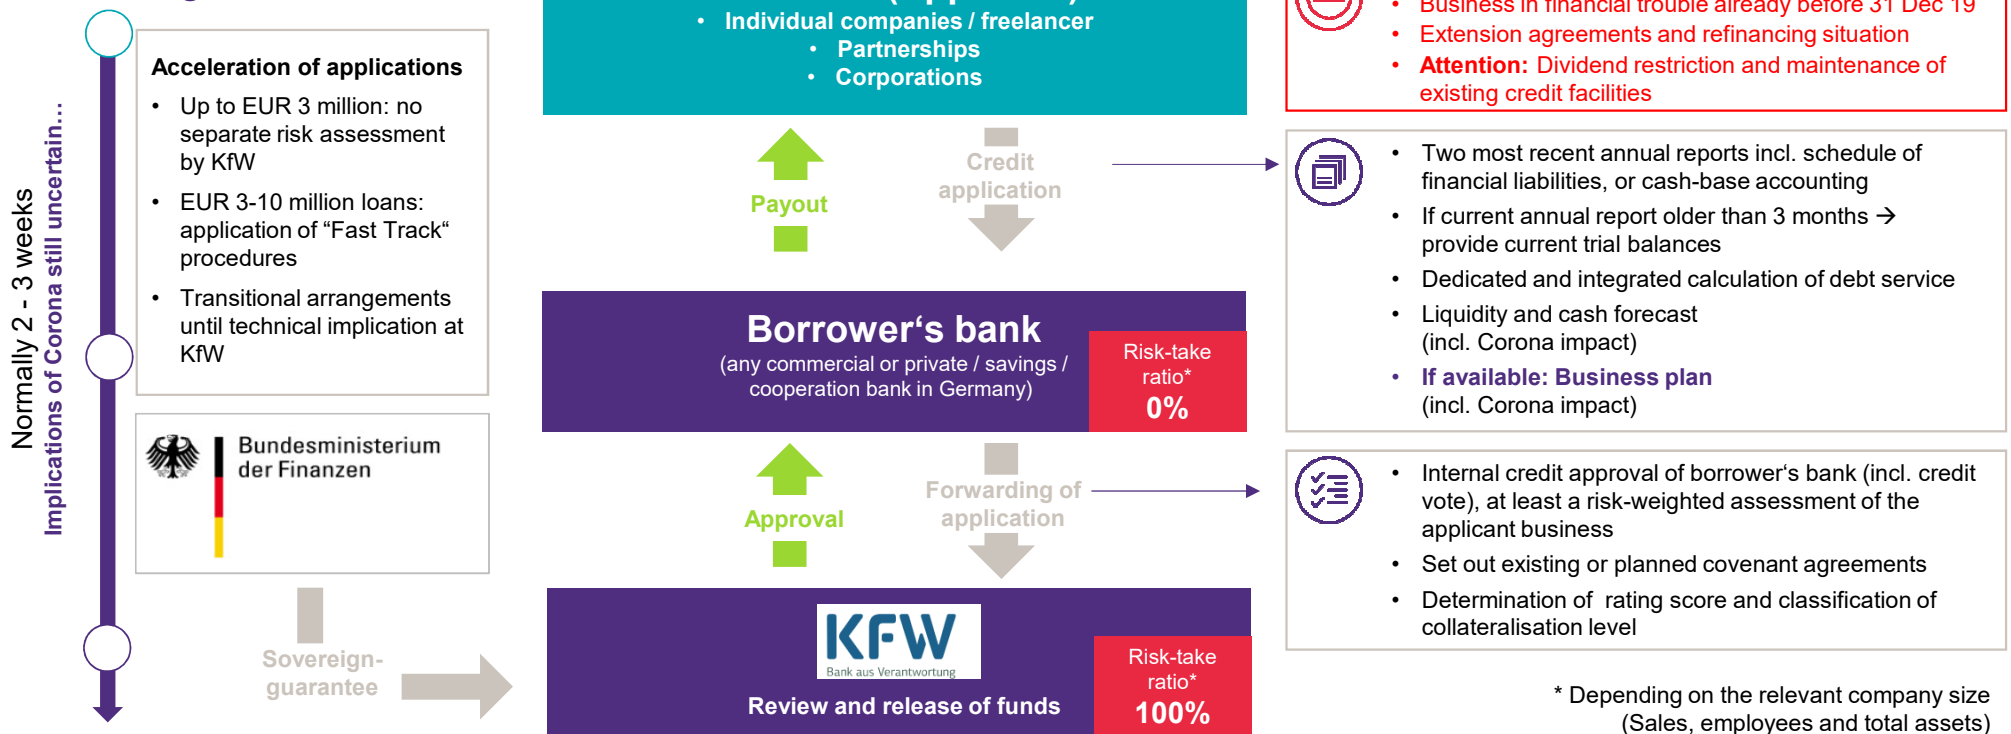 • Individual companies / freelancer
• Partnerships
• Corporations
• Business in financial trouble already before 31 Dec 19
• Extension agreements and refinancing situation
• Attention: Dividend restriction and maintenance of
existing credit facilities
Normally 2 - 3 weeks
Implications of Corona still uncertain...
Acceleration of applications
• Up to EUR 3 million: no
separate risk assessment
by KfW
• EUR 3-10 million loans:
application of “Fast Track“
procedures
• Transitional arrangements
until technical implication at
KfW
Payout
Credit
application
• Two most recent annual reports incl. schedule of
financial liabilities, or cash-base accounting
• If current annual report older than 3 months →
provide current trial balances
• Dedicated and integrated calculation of debt service
• Liquidity and cash forecast
(incl. Corona impact)
• If available: Business plan
(incl. Corona impact)
Borrower‘s bank
(any commercial or private / savings /
cooperation bank in Germany)
Risk-take
ratio*
0%
Bundesministerium
der Finanzen
Approval
Forwarding of
application
• Internal credit approval of borrower‘s bank (incl. credit
vote), at least a risk-weighted assessment of the
applicant business
• Set out existing or planned covenant agreements
• Determination of rating score and classification of
collateralisation level
Sovereign-
guarantee
KFW
Bank aus Verantwortung
Review and release of funds
Risk-take
ratio*
100%
* Depending on the relevant company size
(Sales, employees and total assets)